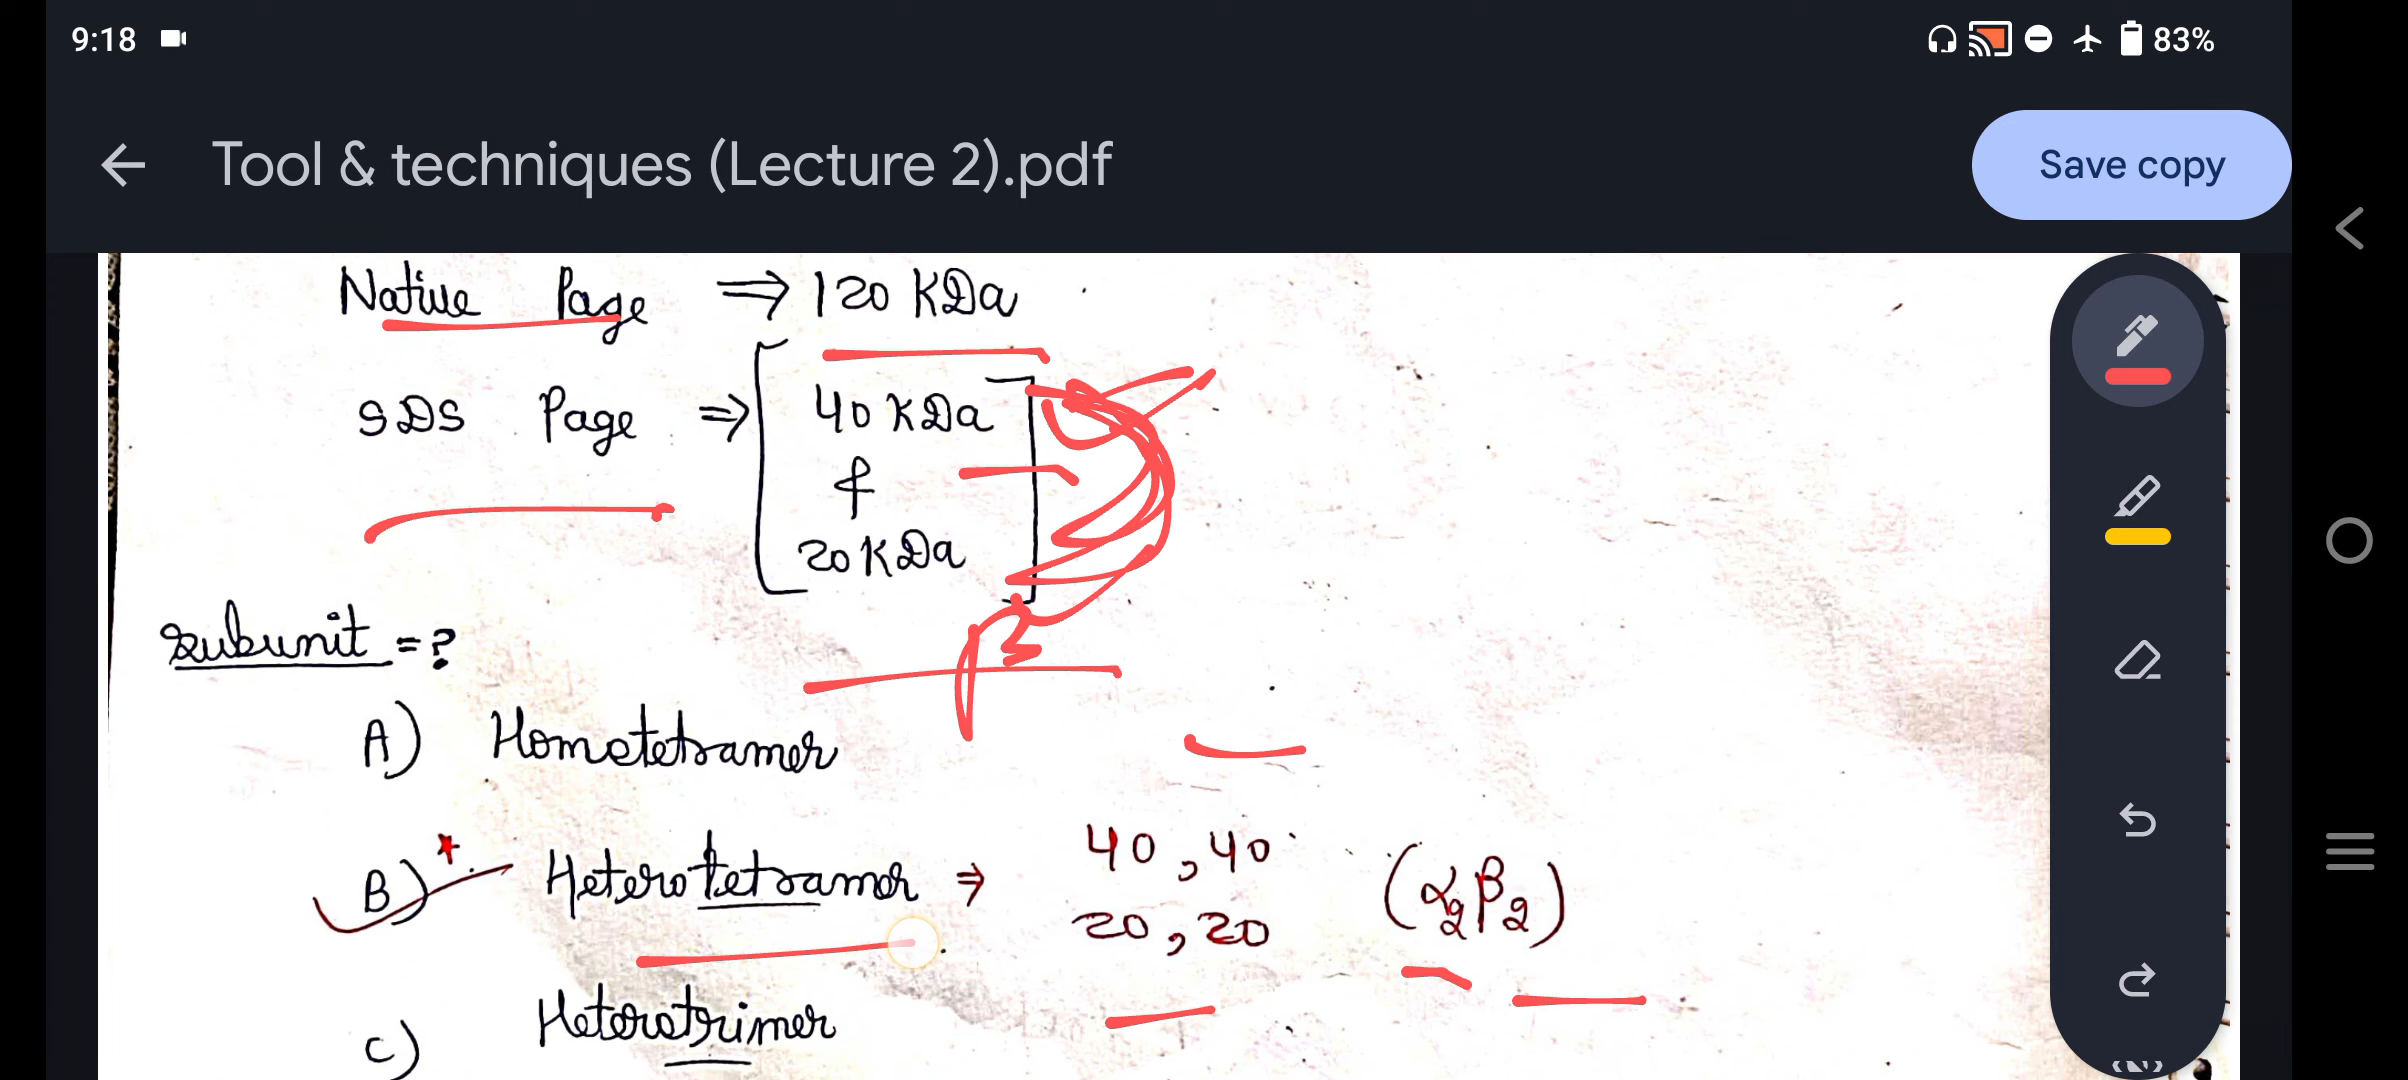 9:18 83%
Tool & techniques (Lecture 2).pdf
Save copy
Native Page ⇒ 120 KDa
SDS Page ⇒ [40 KDa
&
20 KDa]
subunit = ?
A) Homotetramer
B) * Heterotetramer ⇒ 40, 40 (α2β2)
20, 20
C) Heterotrimer